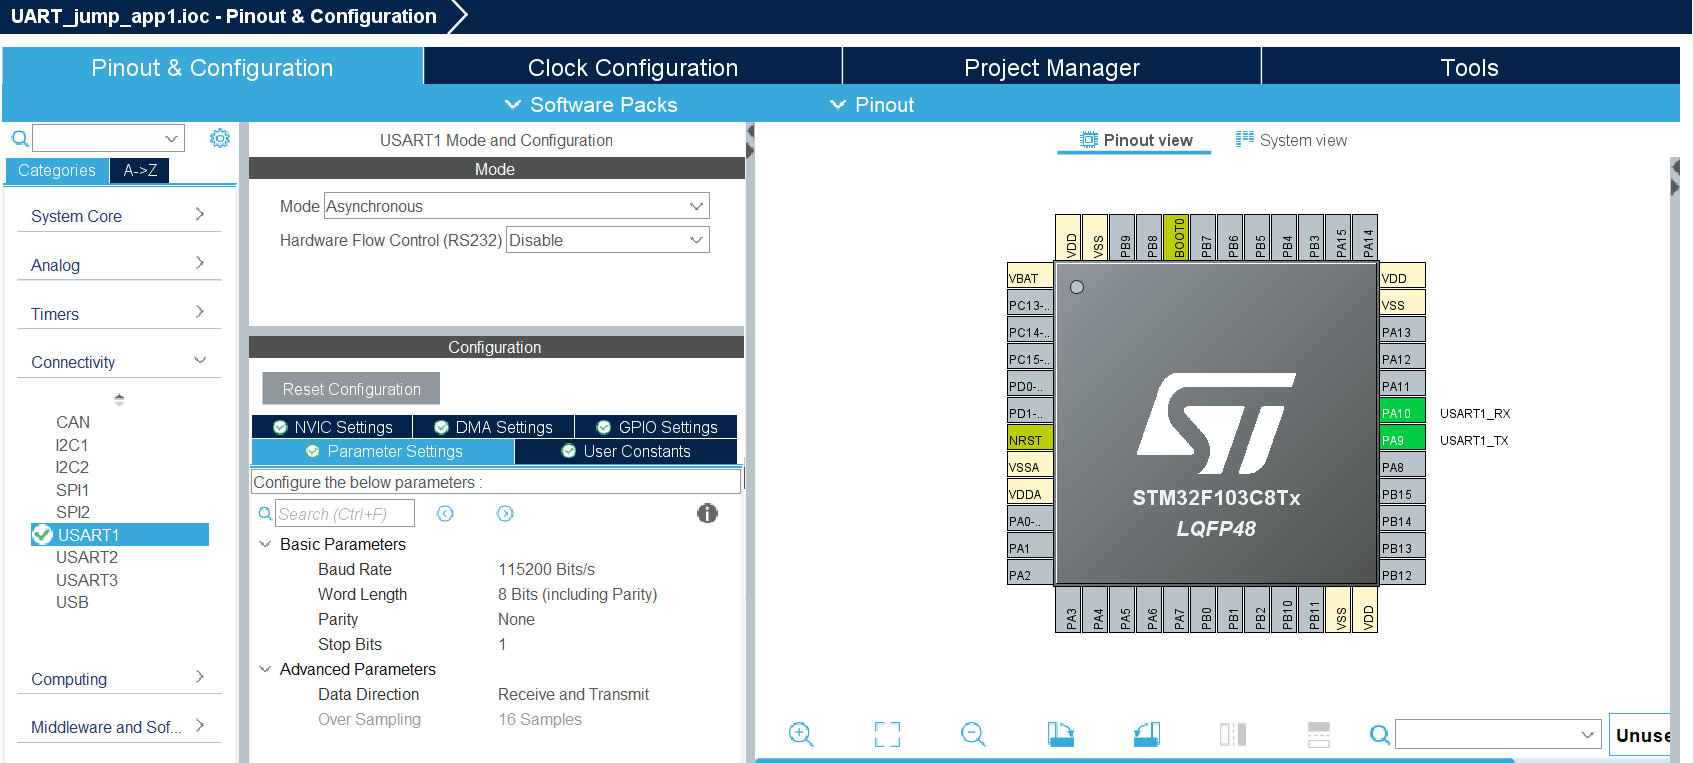 UART_jump_app1.ioc - Pinout & Configuration
Pinout & Configuration
Clock Configuration
Project Manager
Tools
Software Packs
Pinout
Categories
A->Z
System Core
Analog
Timers
Connectivity
CAN
I2C1
I2C2
SPI1
SPI2
USART1
USART2
USART3
USB
Computing
Middleware and Sof...
USART1 Mode and Configuration
Mode
Mode Asynchronous
Hardware Flow Control (RS232) Disable
Configuration
Reset Configuration
NVIC Settings
DMA Settings
GPIO Settings
Parameter Settings
User Constants
Configure the below parameters :
Search (Ctrl+F)
Basic Parameters
Baud Rate 115200 Bits/s
Word Length 8 Bits (including Parity)
Parity None
Stop Bits 1
Advanced Parameters
Data Direction Receive and Transmit
Over Sampling 16 Samples
Pinout view
System view
VDD
VSS
PB9
PB8
BOOT0
PB7
PB6
PB5
PB4
PB3
PA15
PA14
VBAT
PC13-..
PC14-..
PC15-..
PD0-..
PD1-..
NRST
VSSA
VDDA
PA0-..
PA1
PA2
ST
STM32F103C8Tx
LQFP48
VDD
VSS
PA13
PA12
PA11
PA10 USART1_RX
PA9 USART1_TX
PA8
PB15
PB14
PB13
PB12
PA3
PA4
PA5
PA6
PA7
PB0
PB1
PB2
PB10
PB11
VSS
VDD
Unuse